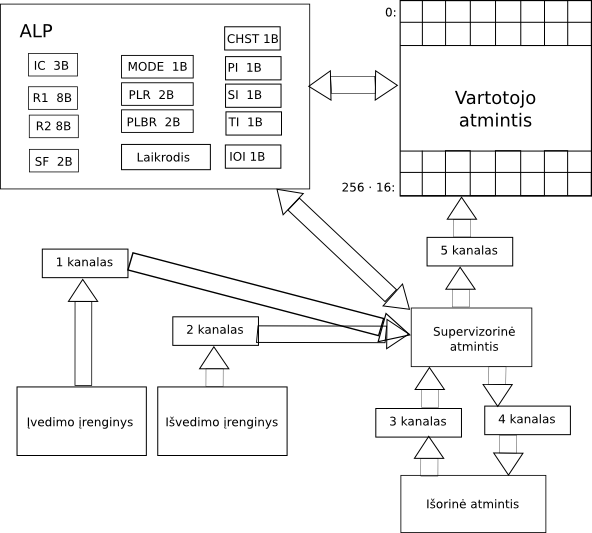 ALP
IC 3B
R1 8B
R2 8B
SF 2B
MODE 1B
PLR 2B
PLBR 2B
Laikrodis
CHST 1B
PI 1B
SI 1B
TI 1B
IOI 1B
0:
Vartotojo
atmintis
256 · 16:
1 kanalas
2 kanalas
5 kanalas
Supervizorinė
atmintis
Įvedimo įrenginys
Išvedimo įrenginys
3 kanalas
4 kanalas
Išorinė atmintis